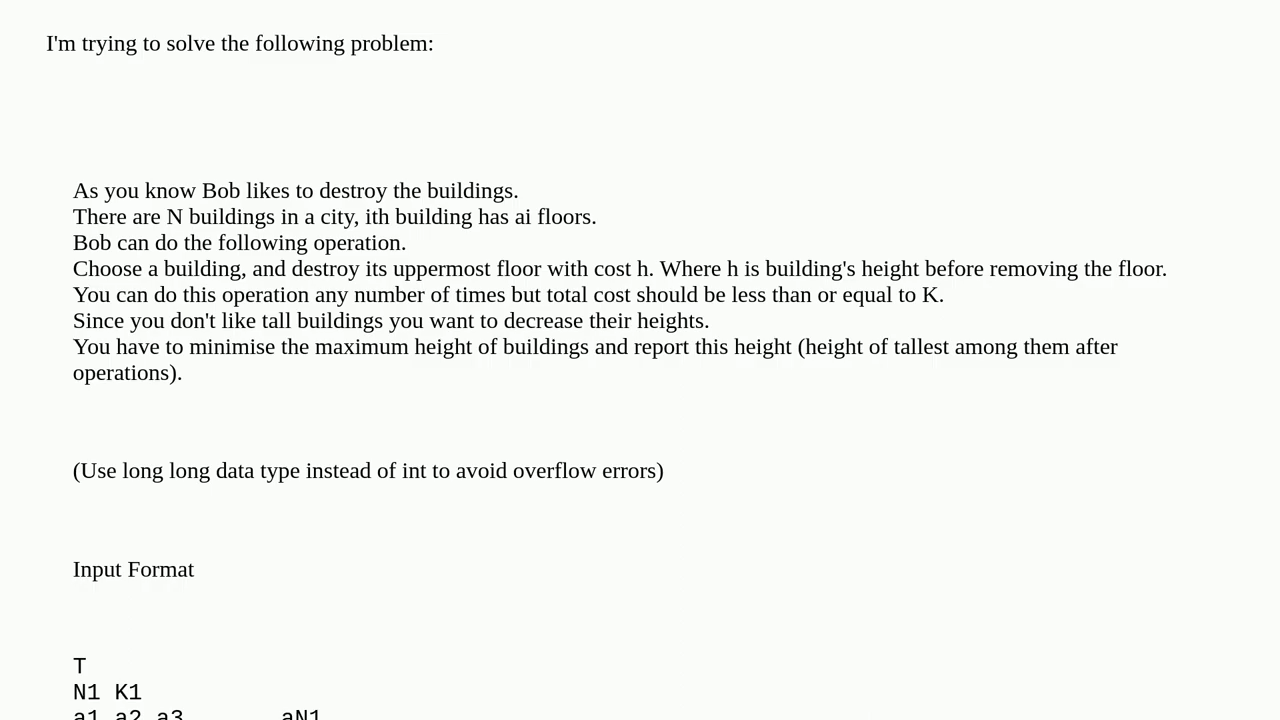 I'm trying to solve the following problem:
As you know Bob likes to destroy the buildings.
There are N buildings in a city, ith building has ai floors.
Bob can do the following operation.
Choose a building, and destroy its uppermost floor with cost h. Where h is building's height before removing the floor.
You can do this operation any number of times but total cost should be less than or equal to K.
Since you don't like tall buildings you want to decrease their heights.
You have to minimise the maximum height of buildings and report this height (height of tallest among them after
operations).
(Use long long data type instead of int to avoid overflow errors)
Input Format
T
N1 K1
a1 a2 a3 aN1